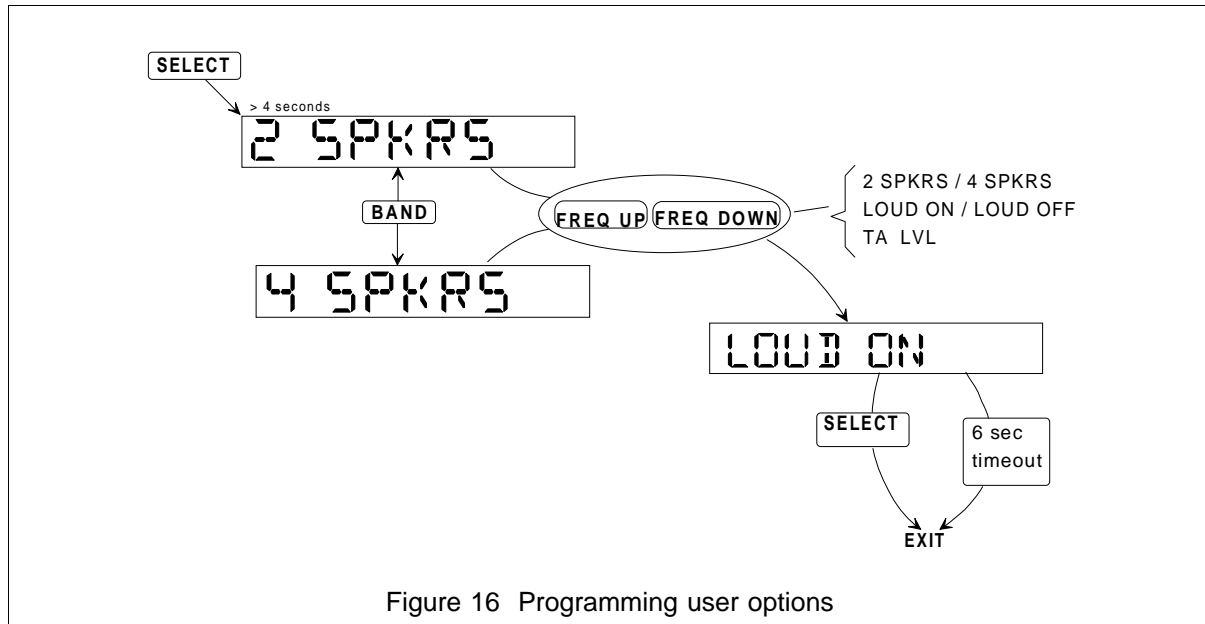 SELECT
> 4 seconds
2 SPKRS
BAND
4 SPKRS
FREQ UP FREQ DOWN
2 SPKRS / 4 SPKRS
LOUD ON / LOUD OFF
TA LVL
LOUD ON
SELECT
6 sec
timeout
EXIT
Figure 16 Programming user options